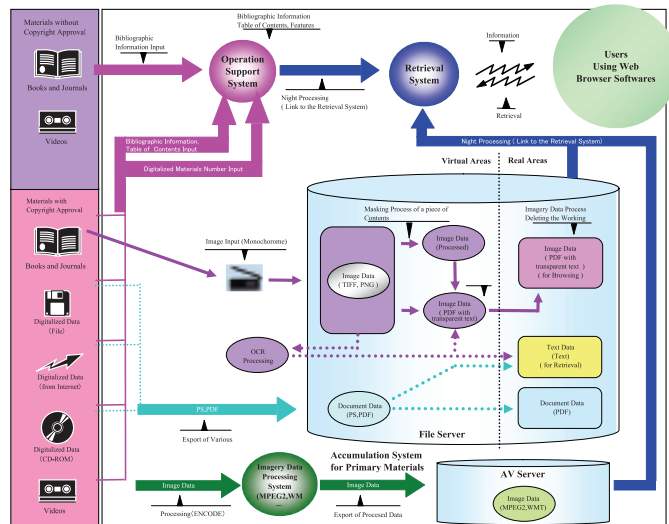 Materials without
Copyright Approval
Books and Journals
Videos
Materials with
Copyright Approval
Books and Journals
Digitalized Data
(File)
Digitalized Data
(from Internet)
Digitalized Data
(CD-ROM)
Videos
Bibliographic
Information Input
Operation
Support
System
Bibliographic Information
Table of Contents, Features
Night Processing
( Link to the Retrieval System)
Retrieval
System
Information
Retrieval
Users
Using Web
Browser Softwares
Bibliographic Information,
Table of Contents Input
Digitalized Materials Number Input
Night Processing ( Link to the Retrieval System)
Virtual Areas
Real Areas
Masking Process of a piece of
Contents
Imagery Data Process
Deleting the Working
Image Input (Monochorome)
Image Data
( TIFF, PNG )
Image Data
(Processed)
Image Data
( PDF with
transparent text)
Image Data
( PDF with
transparent text )
( for Browsing )
OCR
Processing
Text Data
(Text)
( for Retrieval)
PS,PDF
Export of Various
Document Data
(PS,PDF)
Document Data
(PDF)
File Server
Accumulation System
for Primary Materials
Image Data
Processing(ENCODE)
Imagery Data
Processing
System
(MPEG2,WM
...
Image Data
Export of Procesed Data
AV Server
Image Data
(MPEG2,WMT)